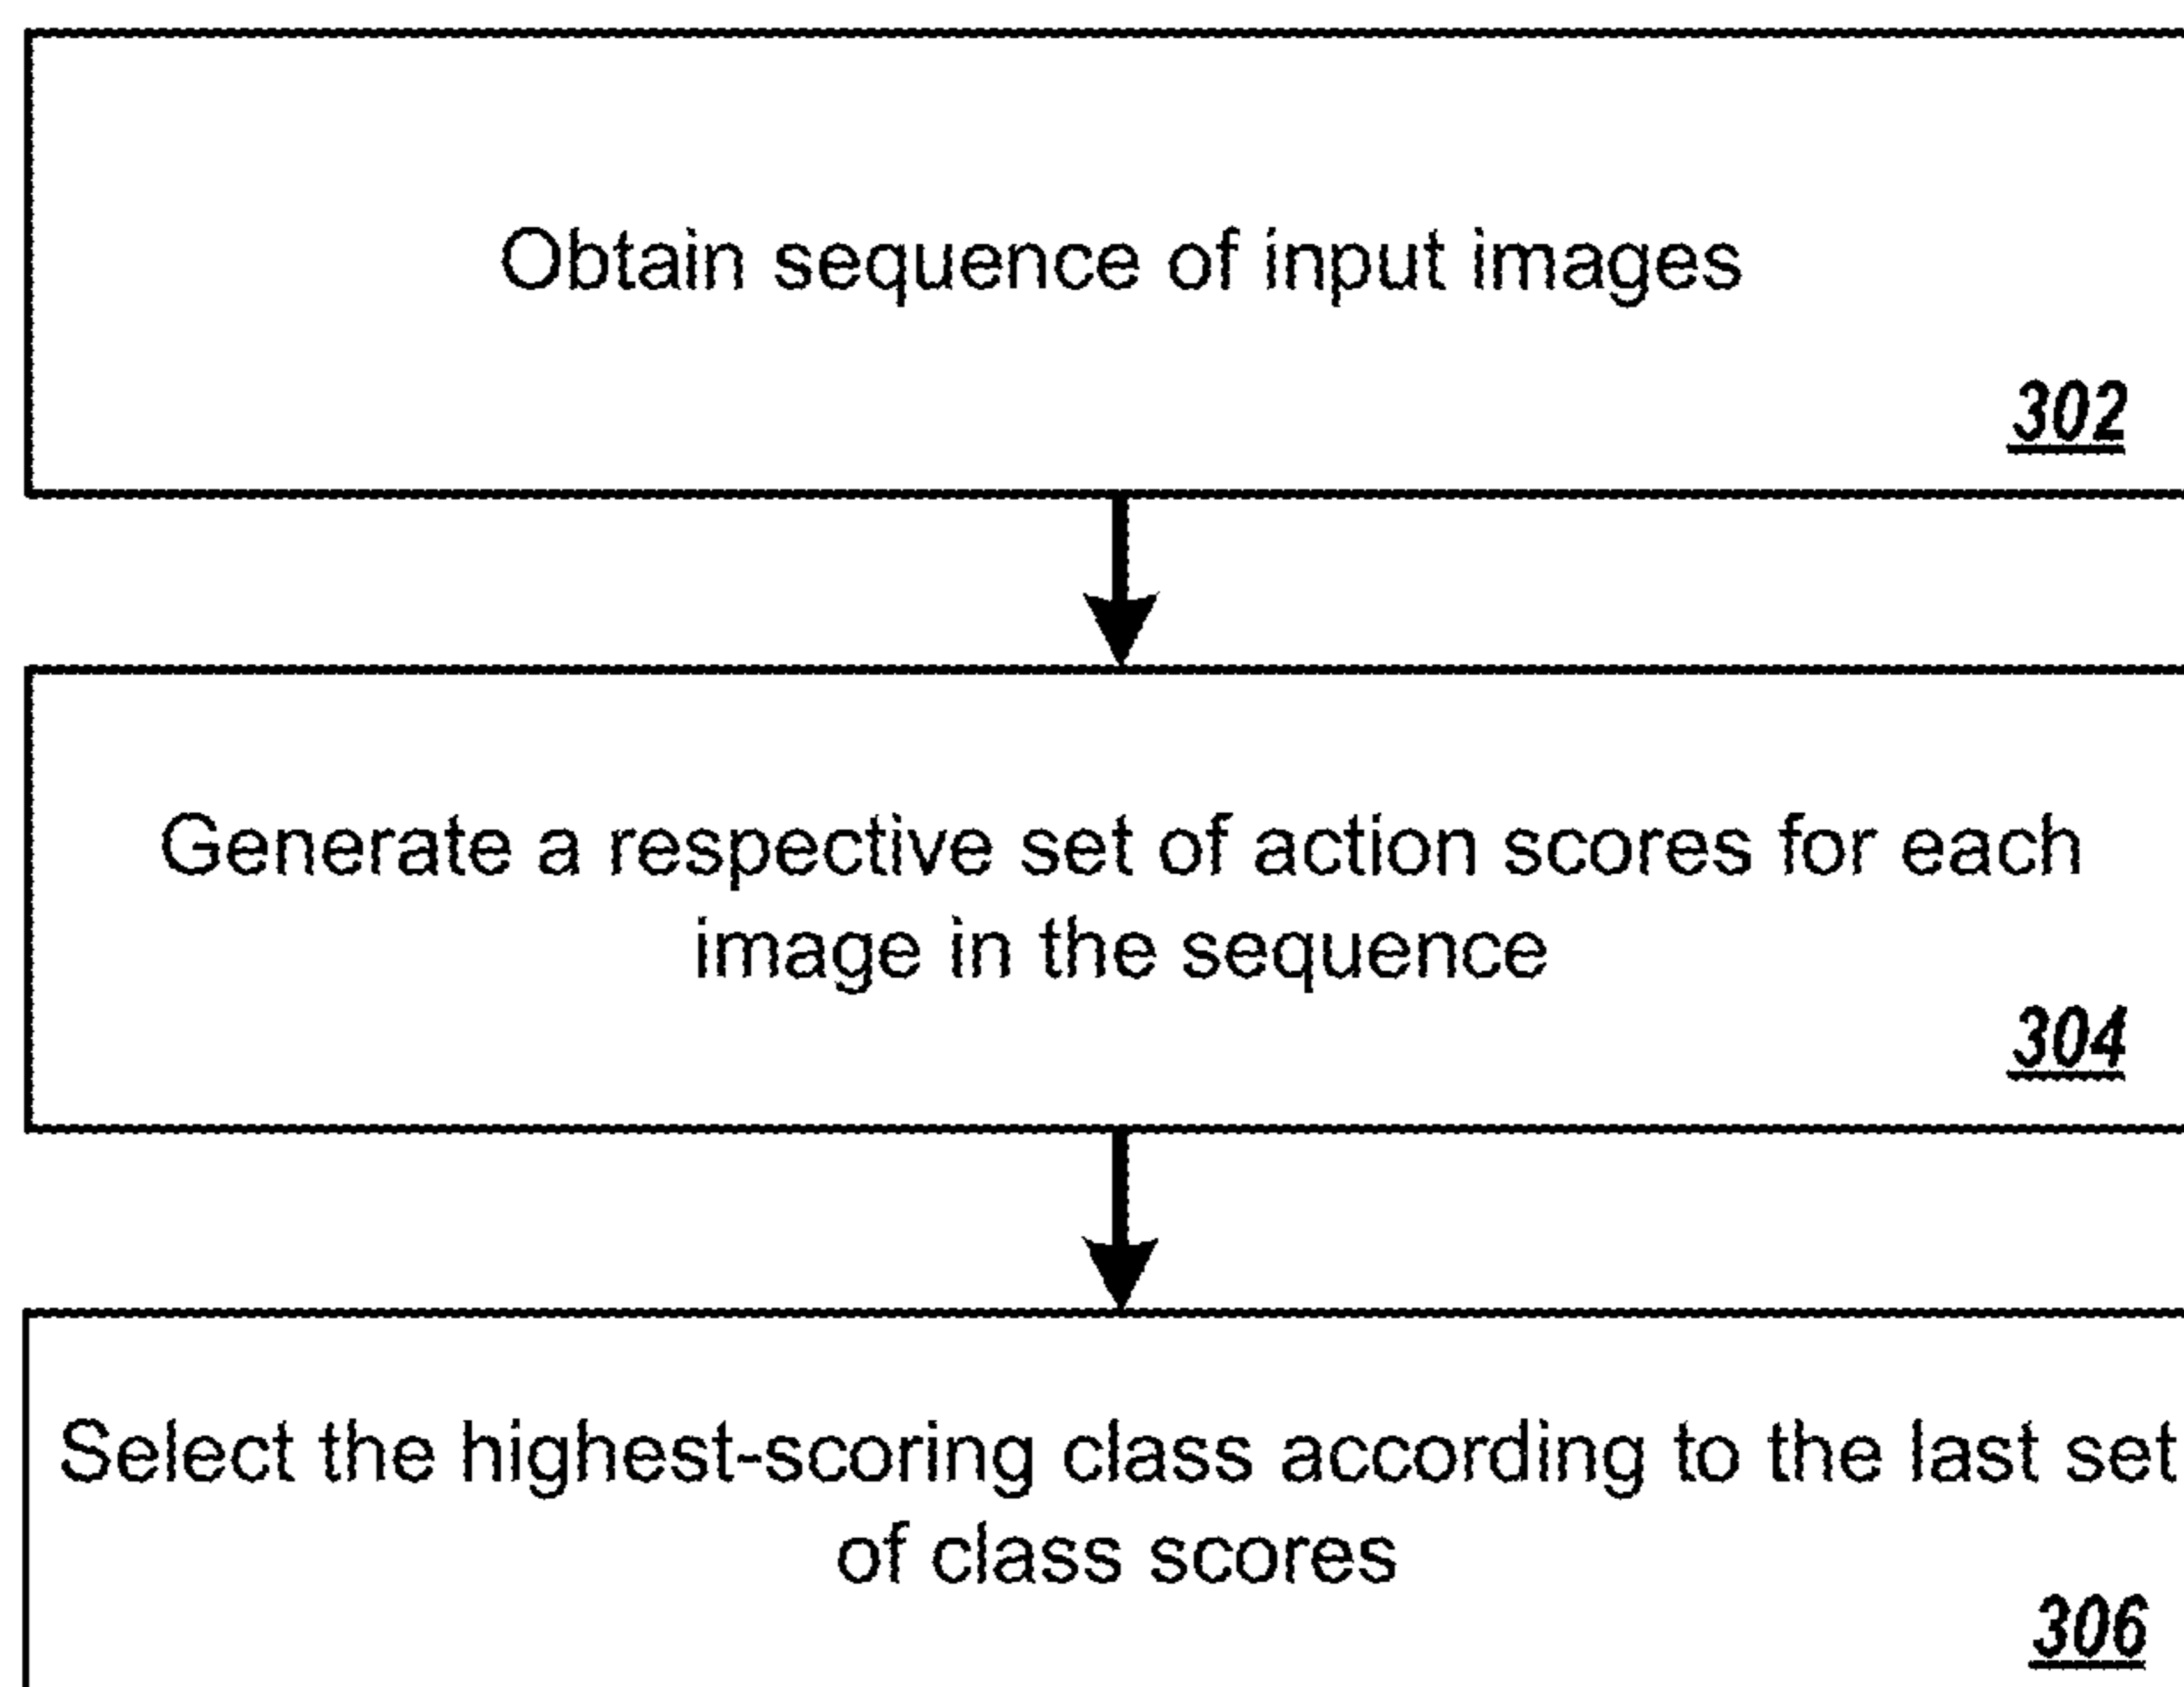 Obtain sequence of input images
302
Generate a respective set of action scores for each
image in the sequence
304
Select the highest-scoring class according to the last set
of class scores
306